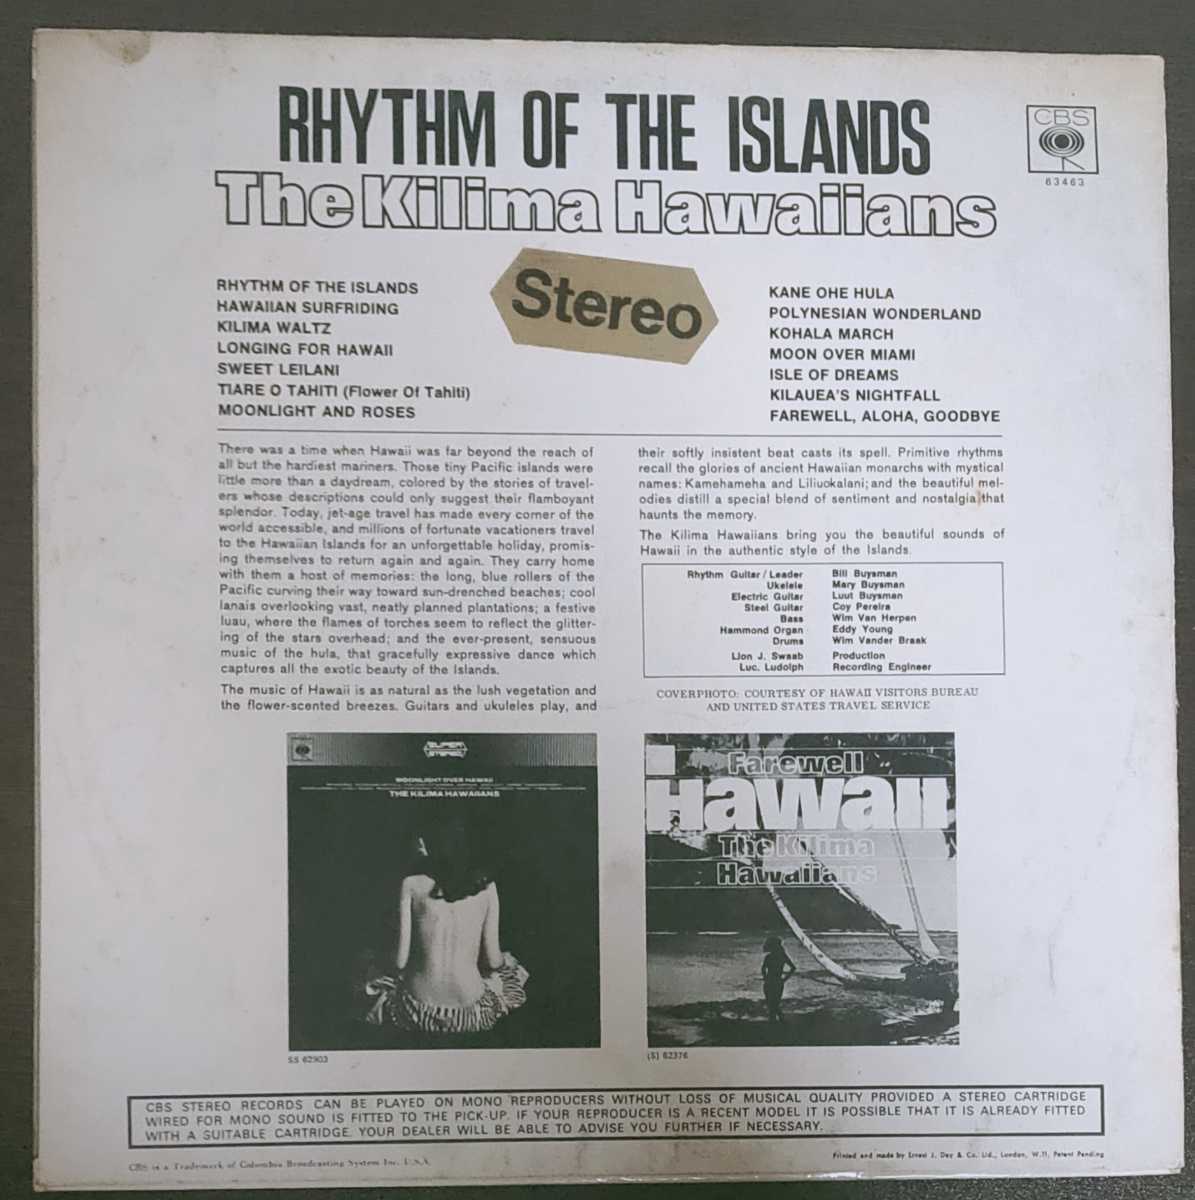 RHYTHM OF THE ISLANDS
The Kilima Hawaiians
CBS
63463
Stereo
RHYTHM OF THE ISLANDS
HAWAIIAN SURFRIDING
KILIMA WALTZ
LONGING FOR HAWAII
SWEET LEILANI
TIARE O TAHITI (Flower Of Tahiti)
MOONLIGHT AND ROSES
KANE OHE HULA
POLYNESIAN WONDERLAND
KOHALA MARCH
MOON OVER MIAMI
ISLE OF DREAMS
KILAUEA'S NIGHTFALL
FAREWELL, ALOHA, GOODBYE
There was a time when Hawaii was far beyond the reach of
all but the hardiest mariners. Those tiny Pacific islands were
little more than a daydream, colored by the stories of travel-
ers whose descriptions could only suggest their flamboyant
splendor. Today, jet-age travel has made every corner of the
world accessible, and millions of fortunate vacationers travel
to the Hawaiian Islands for an unforgettable holiday, promis-
ing themselves to return again and again. They carry home
with them a host of memories: the long, blue rollers of the
Pacific curving their way toward sun-drenched beaches; cool
lanais overlooking vast, neatly planned plantations; a festive
luau, where the flames of torches seem to reflect the glitter-
ing of the stars overhead; and the ever-present, sensuous
music of the hula, that gracefully expressive dance which
captures all the exotic beauty of the Islands.
The music of Hawaii is as natural as the lush vegetation and
the flower-scented breezes. Guitars and ukuleles play, and
their softly insistent beat casts its spell. Primitive rhythms
recall the glories of ancient Hawaiian monarchs with mystical
names: Kamehameha and Liliuokalani; and the beautiful mel-
odies distill a special blend of sentiment and nostalgia that
haunts the memory.
The Kilima Hawaiians bring you the beautiful sounds of
Hawaii in the authentic style of the Islands.
Rhythm Guitar / Leader Bill Buysman
Ukelele Mary Buysman
Electric Guitar Luut Buysman
Steel Guitar Coy Pereira
Bass Wim Van Herpen
Hammond Organ Eddy Young
Drums Wim Vander Braak
Lion J. Swaab Production
Luc. Ludolph Recording Engineer
COVERPHOTO: COURTESY OF HAWAII VISITORS BUREAU
AND UNITED STATES TRAVEL SERVICE
SUPER
STEREO
MOONLIGHT OVER HAWAII
THE KILIMA HAWAIIANS
SS 62903
Farewell
Hawaii
The Kilima
Hawaiians
(S) 62376
CBS STEREO RECORDS CAN BE PLAYED ON MONO REPRODUCERS WITHOUT LOSS OF MUSICAL QUALITY PROVIDED A STEREO CARTRIDGE
WIRED FOR MONO SOUND IS FITTED TO THE PICK-UP. IF YOUR REPRODUCER IS A RECENT MODEL IT IS POSSIBLE THAT IT IS ALREADY FITTED
WITH A SUITABLE CARTRIDGE. YOUR DEALER WILL BE ABLE TO ADVISE YOU FURTHER IF NECESSARY.
CBS is a Trademark of Columbia Broadcasting System Inc. U.S.A.
Printed and made by Ernest J. Day & Co. Ltd., London, W.11, Patent Pending